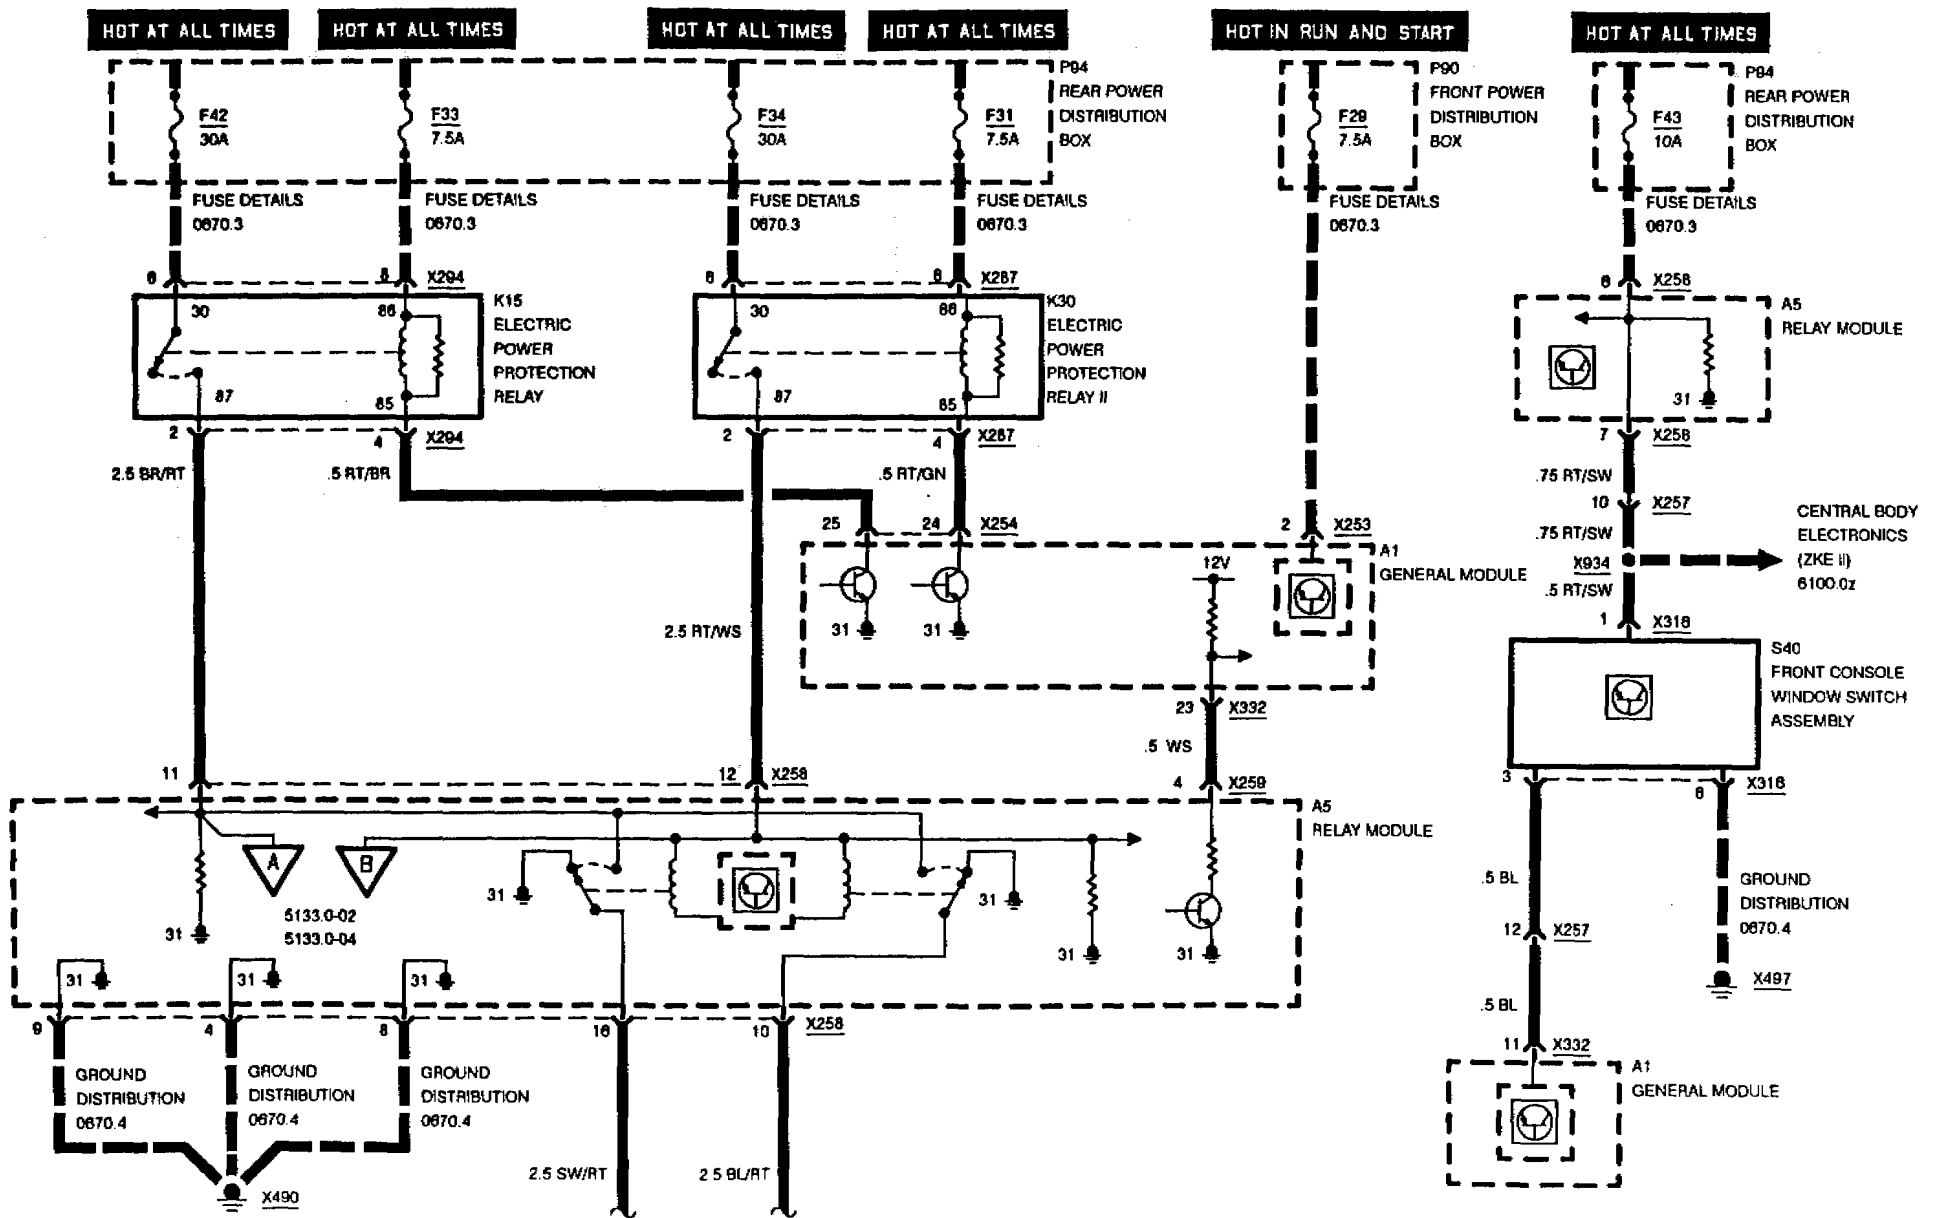 HOT AT ALL TIMES
HOT AT ALL TIMES
HOT AT ALL TIMES
HOT AT ALL TIMES
HOT IN RUN AND START
HOT AT ALL TIMES
F42
30A
F33
7.5A
F34
30A
F31
7.5A
P94
REAR POWER
DISTRIBUTION
BOX
F29
7.5A
P90
FRONT POWER
DISTRIBUTION
BOX
F43
10A
P94
REAR POWER
DISTRIBUTION
BOX
FUSE DETAILS
0670.3
FUSE DETAILS
0670.3
FUSE DETAILS
0670.3
FUSE DETAILS
0670.3
FUSE DETAILS
0670.3
FUSE DETAILS
0670.3
6
8
X294
6
8
X287
6
X258
30
86
K15
ELECTRIC
POWER
PROTECTION
RELAY
87
85
30
86
K30
ELECTRIC
POWER
PROTECTION
RELAY II
87
85
A5
RELAY MODULE
31
2
4
X294
2
4
X287
7
X258
2.5 BR/RT
.5 RT/BR
.5 RT/GN
.75 RT/SW
10
X257
.75 RT/SW
X934
.5 RT/SW
CENTRAL BODY
ELECTRONICS
(ZKE II)
6100.0z
25
24
X254
2
X253
A1
GENERAL MODULE
12V
31
31
2.5 RT/WS
1
X318
S40
FRONT CONSOLE
WINDOW SWITCH
ASSEMBLY
23
X332
.5 WS
11
12
X258
4
X259
3
6
X318
A5
RELAY MODULE
A
B
5133.0-02
5133.0-04
31
31
31
31
31
31
31
31
.5 BL
12
X257
.5 BL
11
X332
GROUND
DISTRIBUTION
0670.4
X497
9
4
8
16
10
X258
GROUND
DISTRIBUTION
0670.4
GROUND
DISTRIBUTION
0670.4
GROUND
DISTRIBUTION
0670.4
X490
2.5 SW/RT
2.5 BL/RT
A1
GENERAL MODULE